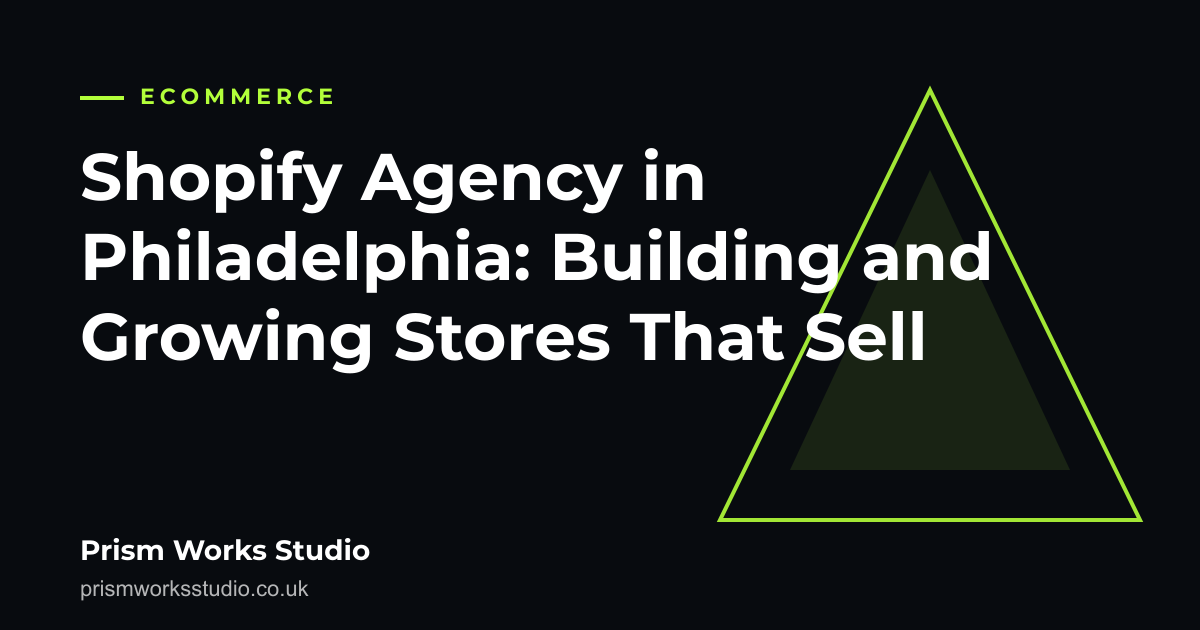 ECOMMERCE
Shopify Agency in
Philadelphia: Building and
Growing Stores That Sell
Prism Works Studio
prismworksstudio.co.uk